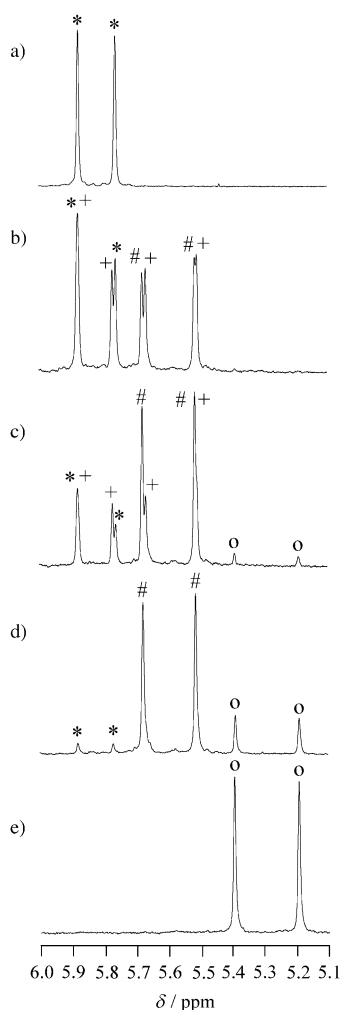 a) * *
* +
b) + * # + # +
# # +
c) * + + * + o o
# #
d) * * o o
o o
e)
6.0 5.9 5.8 5.7 5.6 5.5 5.4 5.3 5.2 5.1
δ / ppm